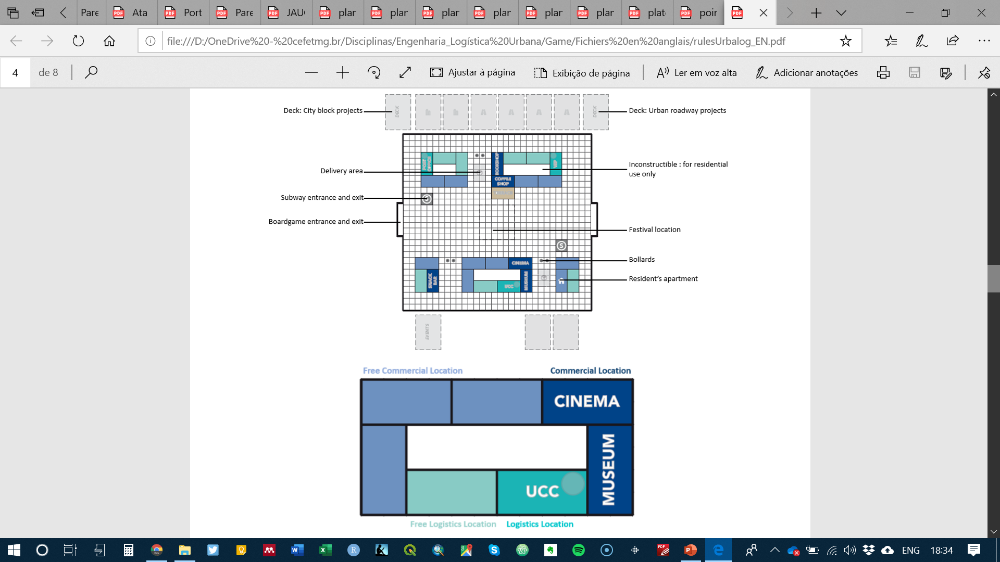 Pare
Ata
Port
Pare
JAU
plar
plar
plar
plar
plar
plar
plat
poir
file:///D:/OneDrive%20-%20cefetmg.br/Disciplinas/Engenharia_Logística%20Urbana/Game/Fichiers%20en%20anglais/rulesUrbalog_EN.pdf
4 de 8
Ajustar à página
Exibição de página
Ler em voz alta
Adicionar anotações
Deck: City block projects
DECK
DECK
Deck: Urban roadway projects
Delivery area
POST OFFICE
BOOKSHOP
VIP
COFFEE SHOP
Inconstructible : for residential
use only
Subway entrance and exit
Boardgame entrance and exit
Festival location
S
Bollards
CINEMA
SNACK BAR
UCC
MUSEUM
Resident's apartment
EVENTS
Free Commercial Location
Commercial Location
CINEMA
MUSEUM
UCC
Free Logistics Location
Logistics Location
ENG
18:34